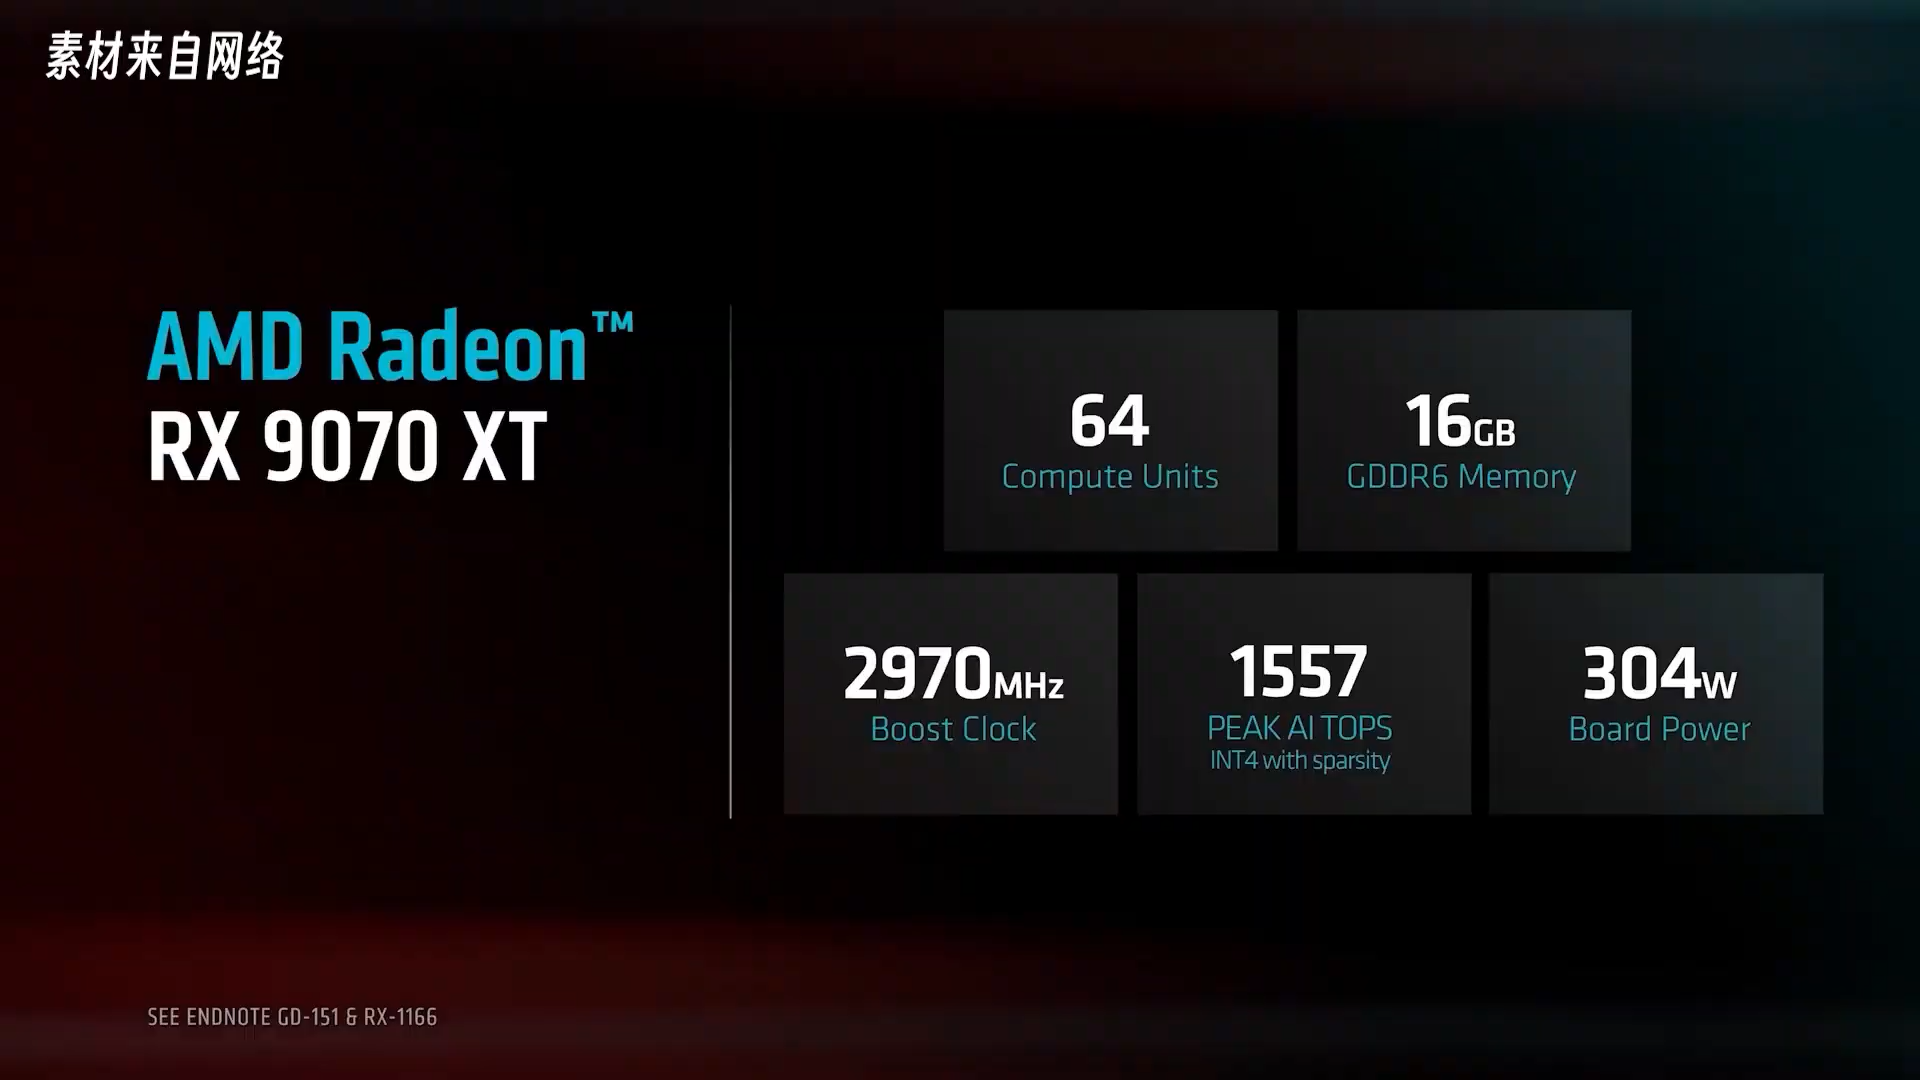 素材来自网络
AMD Radeon™
RX 9070 XT
64
Compute Units
16GB
GDDR6 Memory
2970MHz
Boost Clock
1557
PEAK AI TOPS
INT4 with sparsity
304W
Board Power
SEE ENDNOTE GD-151 & RX-1166